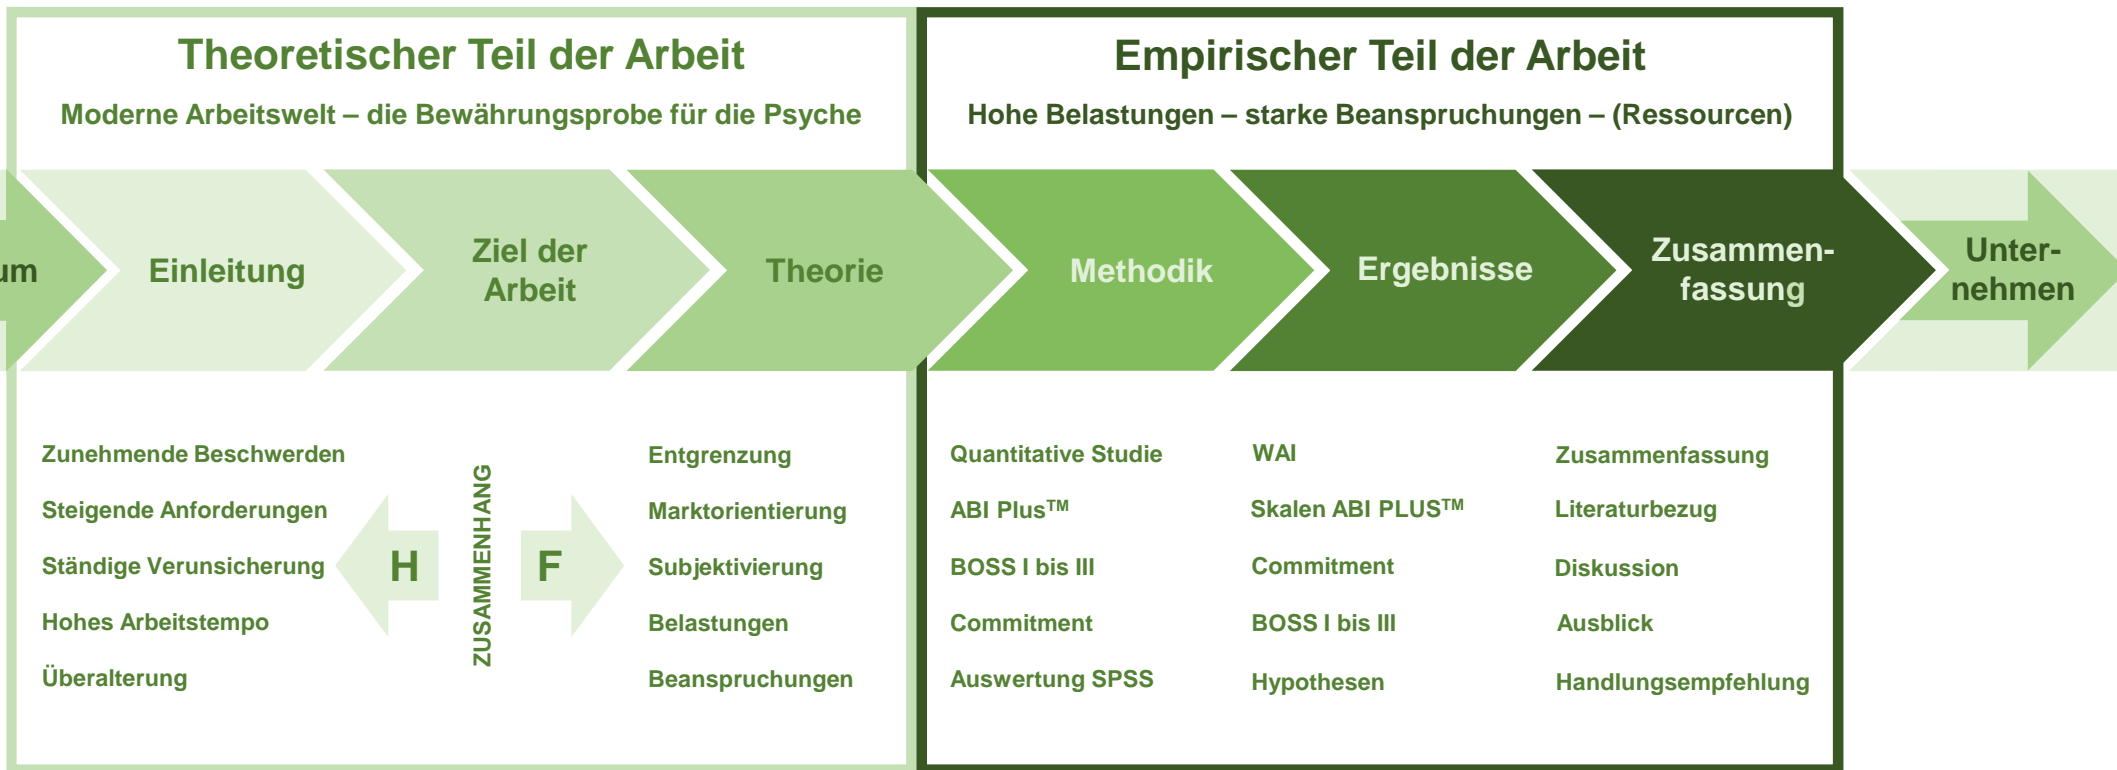 Theoretischer Teil der Arbeit
Moderne Arbeitswelt – die Bewährungsprobe für die Psyche
Empirischer Teil der Arbeit
Hohe Belastungen – starke Beanspruchungen – (Ressourcen)
um
Einleitung
Ziel der
Arbeit
Theorie
Methodik
Ergebnisse
Zusammen-
fassung
Unter-
nehmen
Zunehmende Beschwerden
Steigende Anforderungen
Ständige Verunsicherung
Hohes Arbeitstempo
Überalterung
H
ZUSAMMENHANG
F
Entgrenzung
Marktorientierung
Subjektivierung
Belastungen
Beanspruchungen
Quantitative Studie
ABI Plus™
BOSS I bis III
Commitment
Auswertung SPSS
WAI
Skalen ABI PLUS™
Commitment
BOSS I bis III
Hypothesen
Zusammenfassung
Literaturbezug
Diskussion
Ausblick
Handlungsempfehlung